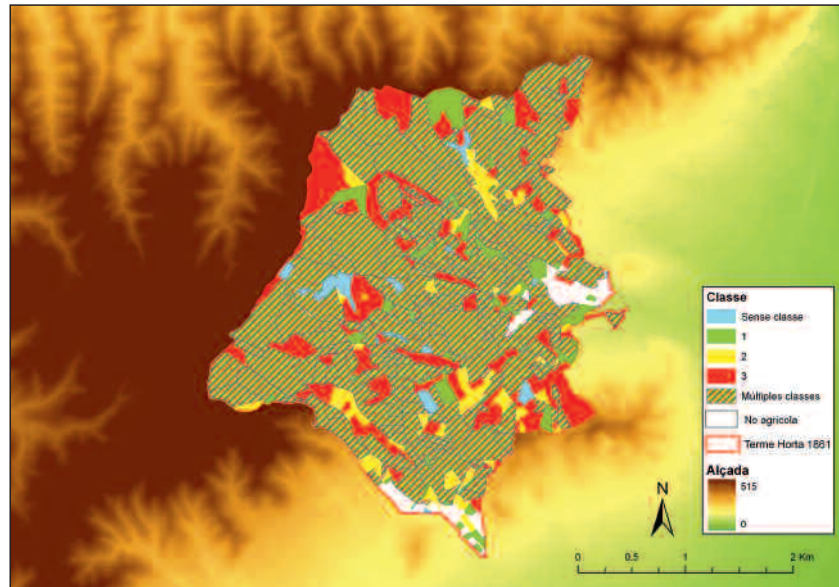 Classe
Sense classe
1
2
3
Múltiples classes
No agrícola
Terme Horta 1861
Alçada
515
0
N
0 0.5 1 2 Km